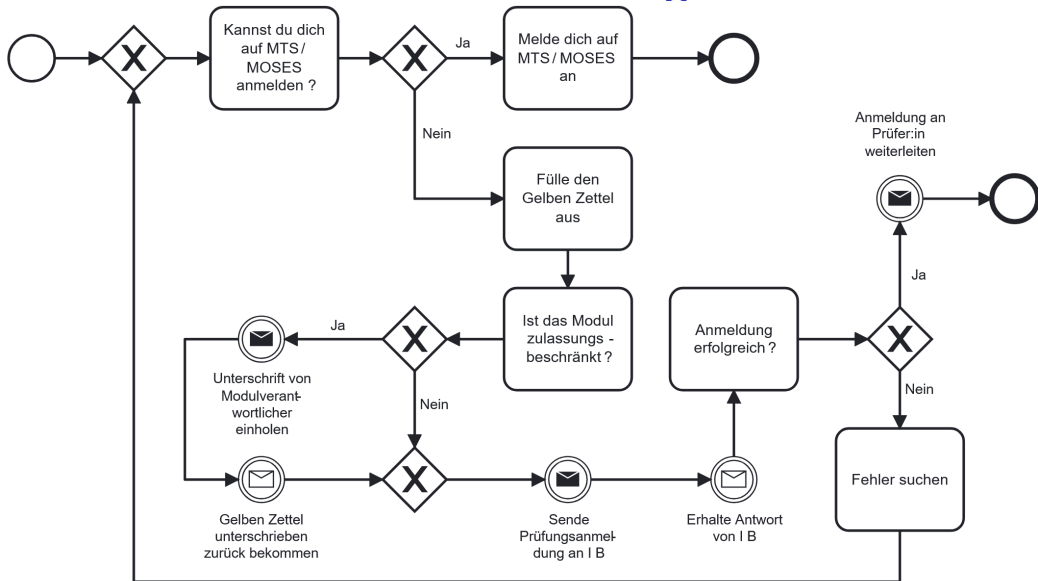 Kannst du dich
auf MTS / 
MOSES
anmelden ?
Ja
Melde dich auf
MTS / MOSES
an
Nein
Fülle den
Gelben Zettel
aus
Anmeldung an
Prüfer:in
weiterleiten
Ja
Ist das Modul
zulassungs -
beschränkt ?
Ja
Unterschrift von
Modulverant-
wortlicher
einholen
Nein
Anmeldung
erfolgreich ?
Nein
Fehler suchen
Gelben Zettel
unterschrieben
zurück bekommen
Sende
Prüfungsanmel-
dung an I B
Erhalte Antwort
von I B